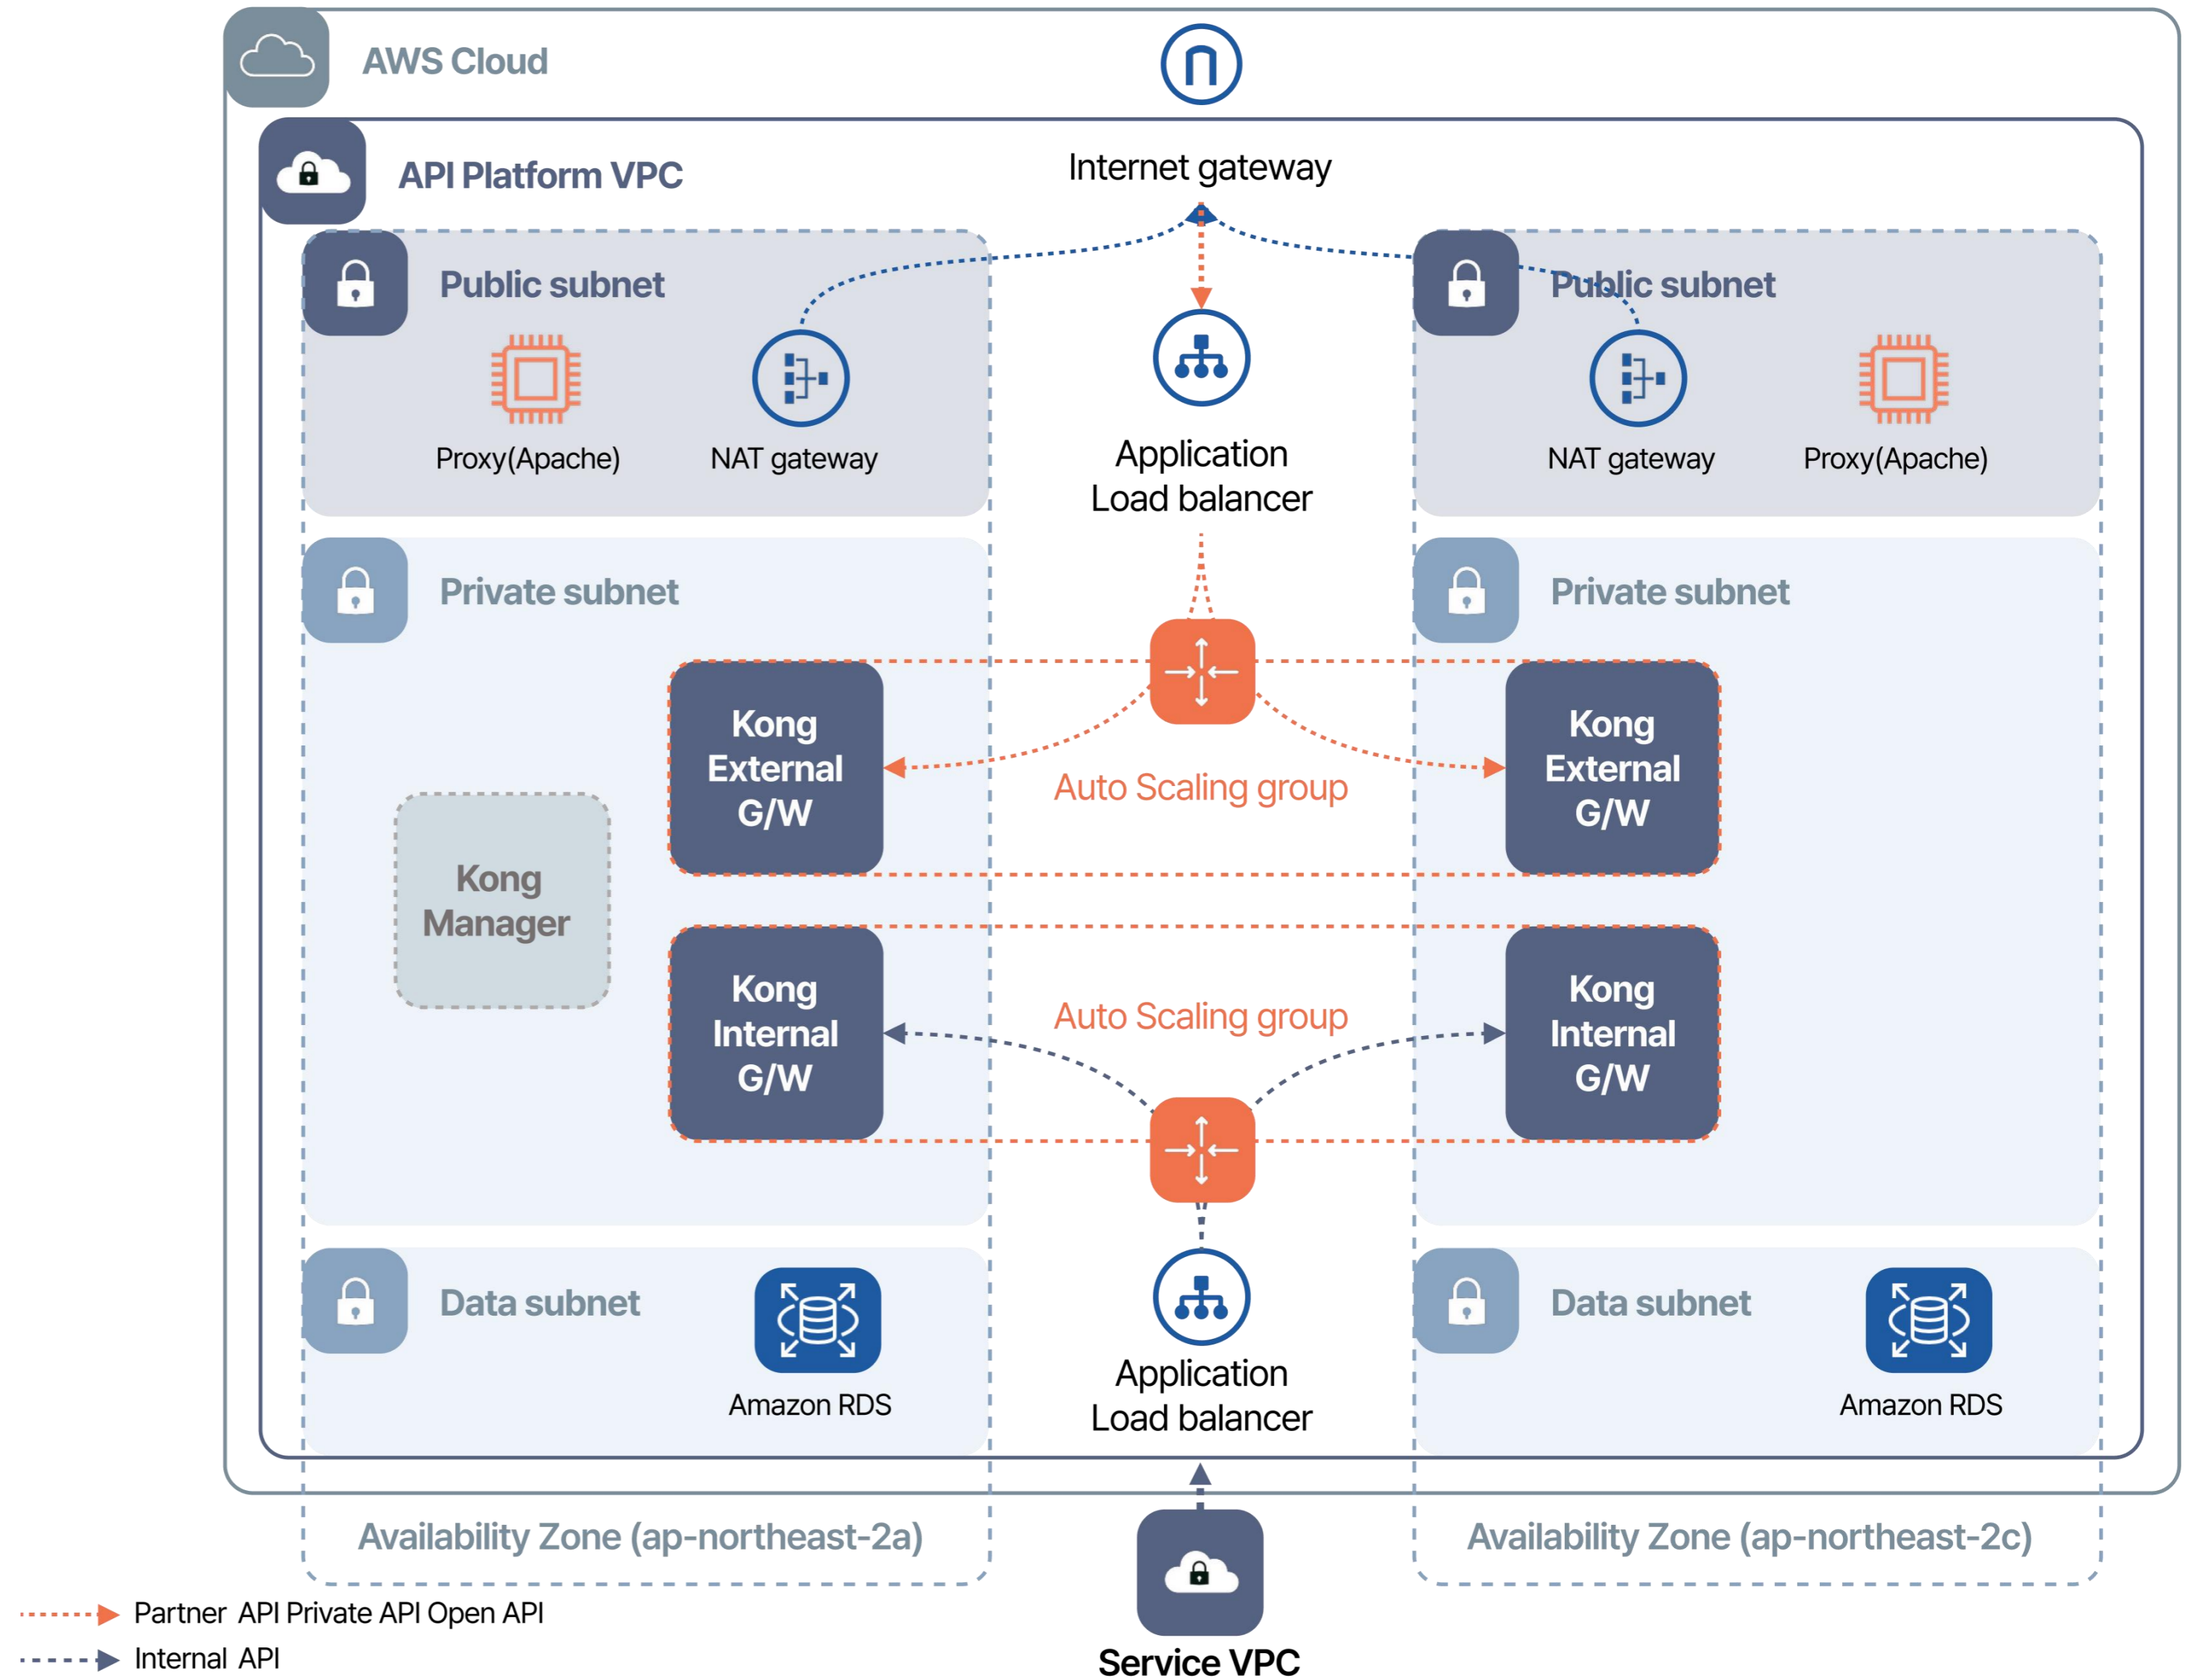 AWS Cloud
API Platform VPC
Internet gateway
Public subnet
Proxy(Apache)
NAT gateway
Application
Load balancer
Public subnet
NAT gateway
Proxy(Apache)
Private subnet
Private subnet
Kong
External
G/W
Auto Scaling group
Kong
External
G/W
Kong
Manager
Kong
Internal
G/W
Auto Scaling group
Kong
Internal
G/W
Data subnet
Amazon RDS
Application
Load balancer
Data subnet
Amazon RDS
Availability Zone (ap-northeast-2a)
Availability Zone (ap-northeast-2c)
Partner API Private API Open API
Internal API
Service VPC